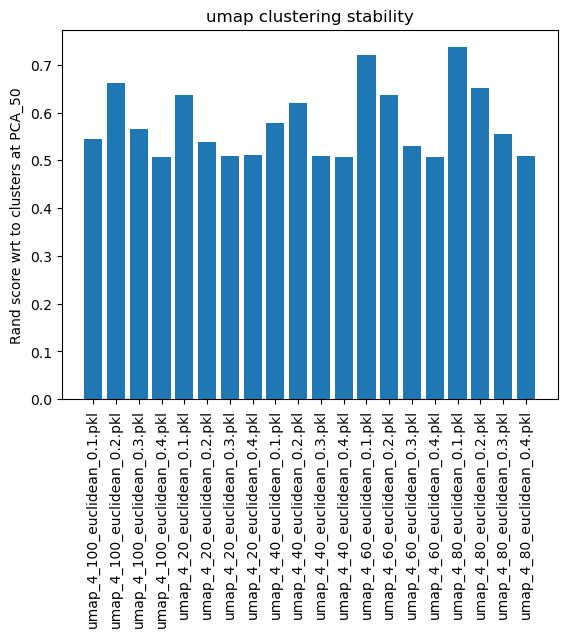 umap clustering stability
Rand score wrt to clusters at PCA_50
0.7
0.6
0.5
0.4
0.3
0.2
0.1
0.0
umap_4_100_euclidean_0.1.pkl
umap_4_100_euclidean_0.2.pkl
umap_4_100_euclidean_0.3.pkl
umap_4_100_euclidean_0.4.pkl
umap_4_20_euclidean_0.1.pkl
umap_4_20_euclidean_0.2.pkl
umap_4_20_euclidean_0.3.pkl
umap_4_20_euclidean_0.4.pkl
umap_4_40_euclidean_0.1.pkl
umap_4_40_euclidean_0.2.pkl
umap_4_40_euclidean_0.3.pkl
umap_4_40_euclidean_0.4.pkl
umap_4_60_euclidean_0.1.pkl
umap_4_60_euclidean_0.2.pkl
umap_4_60_euclidean_0.3.pkl
umap_4_60_euclidean_0.4.pkl
umap_4_80_euclidean_0.1.pkl
umap_4_80_euclidean_0.2.pkl
umap_4_80_euclidean_0.3.pkl
umap_4_80_euclidean_0.4.pkl